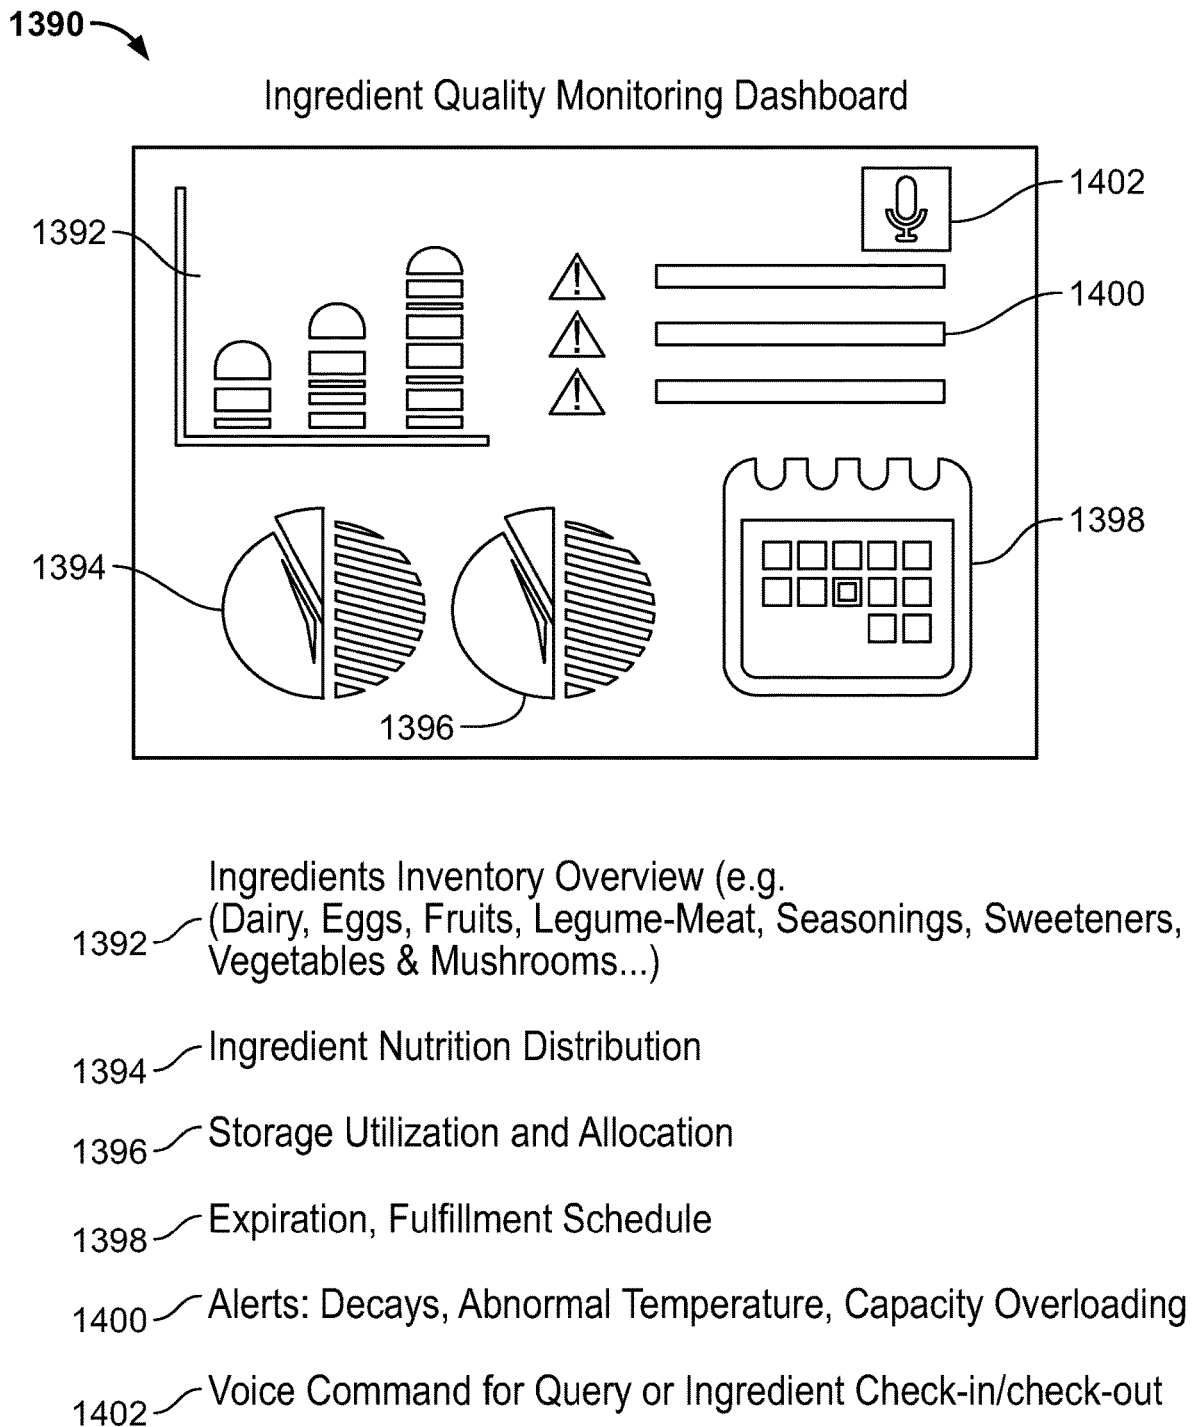 1390
Ingredient Quality Monitoring Dashboard
1402
1392
!
1400
!
!
1398
1394
1396
Ingredients Inventory Overview (e.g.
1392 (Dairy, Eggs, Fruits, Legume-Meat, Seasonings, Sweeteners,
Vegetables & Mushrooms...)
1394 Ingredient Nutrition Distribution
1396 Storage Utilization and Allocation
1398 Expiration, Fulfillment Schedule
1400 Alerts: Decays, Abnormal Temperature, Capacity Overloading
1402 Voice Command for Query or Ingredient Check-in/check-out